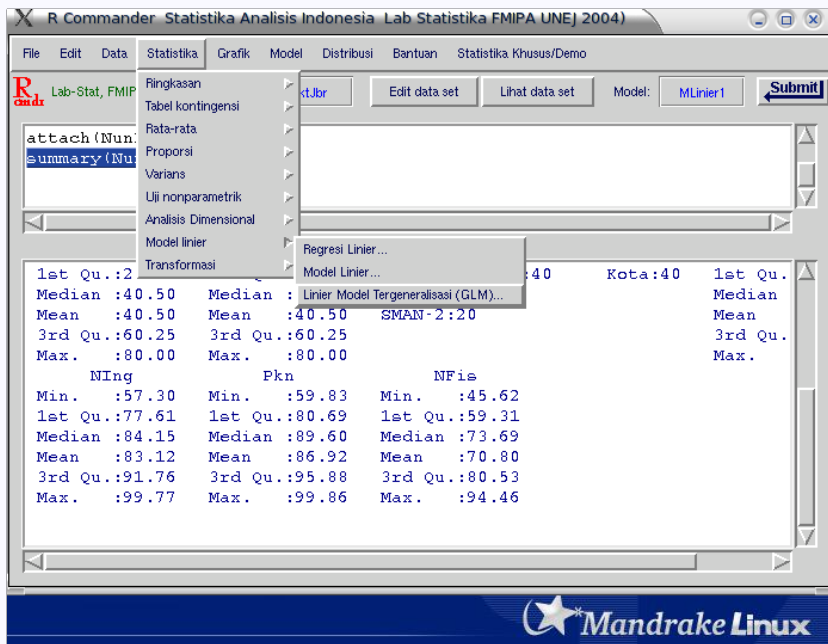 R Commander Statistika Analisis Indonesia Lab Statistika FMIPA UNEJ 2004)
File Edit Data Statistika Grafik Model Distribusi Bantuan Statistika Khusus/Demo
R cmdr Lab-Stat, FMIP ktJbr Edit data set Lihat data set Model: MLinier1 Submit
Ringkasan
Tabel kontingensi
Rata-rata
Proporsi
Varians
Uji nonparametrik
Analisis Dimensional
Model linier
Transformasi
Regresi Linier...
Model Linier...
Linier Model Tergeneralisasi (GLM)...
attach(Nun
summary(Nu
1st Qu.:2 :40 Kota:40 1st Qu.
Median :40.50 Median : Median
Mean :40.50 Mean :40.50 SMAN-2:20 Mean
3rd Qu.:60.25 3rd Qu.:60.25 3rd Qu.
Max. :80.00 Max. :80.00 Max.
NIng Pkn NFis
Min. :57.30 Min. :59.83 Min. :45.62
1st Qu.:77.61 1st Qu.:80.69 1st Qu.:59.31
Median :84.15 Median :89.60 Median :73.69
Mean :83.12 Mean :86.92 Mean :70.80
3rd Qu.:91.76 3rd Qu.:95.88 3rd Qu.:80.53
Max. :99.77 Max. :99.86 Max. :94.46
Mandrake Linux